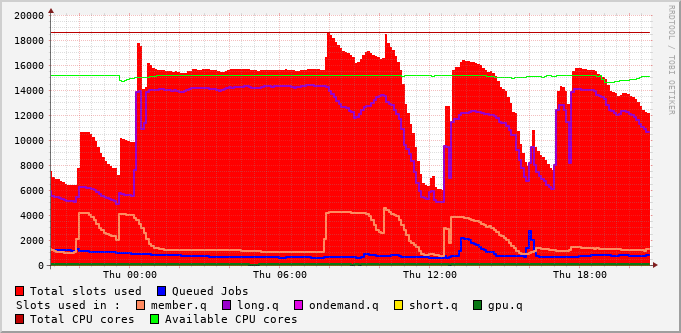 20000
18000
16000
14000
12000
10000
8000
6000
4000
2000
0
Thu 00:00 Thu 06:00 Thu 12:00 Thu 18:00
RRDTOOL / TOBI OETIKER
Total slots used Queued Jobs
Slots used in : member.q long.q ondemand.q short.q gpu.q
Total CPU cores Available CPU cores